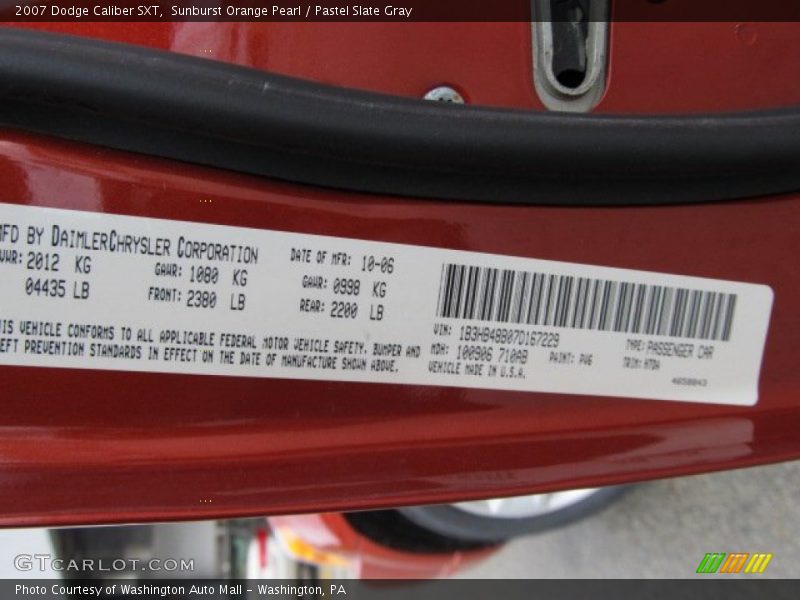 2007 Dodge Caliber SXT,  Sunburst Orange Pearl / Pastel Slate Gray
MFD BY DAIMLERCHRYSLER CORPORATION
DATE OF MFR: 10-06
GVWR: 2012 KG
04435 LB
GAWR: 1080 KG
FRONT: 2380 LB
GAWR: 0998 KG
REAR: 2200 LB
THIS VEHICLE CONFORMS TO ALL APPLICABLE FEDERAL MOTOR VEHICLE SAFETY, BUMPER AND
THEFT PREVENTION STANDARDS IN EFFECT ON THE DATE OF MANUFACTURE SHOWN ABOVE.
VIN: 1B3HB48B07D167229
TYPE: PASSENGER CAR
MDH: 100906 710AB
PAINT: PVG
TRIM: H7DA
VEHICLE MADE IN U.S.A.
4658043
GTCARLOT.COM
Photo Courtesy of Washington Auto Mall - Washington, PA